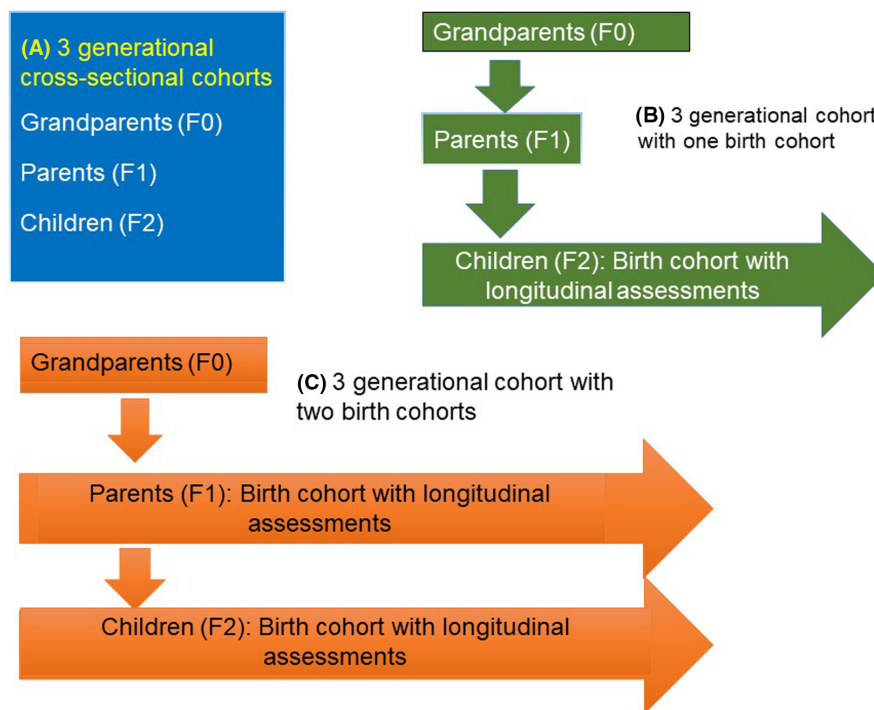 (A) 3 generational
cross-sectional cohorts
Grandparents (F0)
Parents (F1)
Children (F2)
Grandparents (F0)
Parents (F1)
(B) 3 generational cohort
with one birth cohort
Children (F2): Birth cohort with
longitudinal assessments
Grandparents (F0)
(C) 3 generational cohort with
two birth cohorts
Parents (F1): Birth cohort with longitudinal
assessments
Children (F2): Birth cohort with longitudinal
assessments